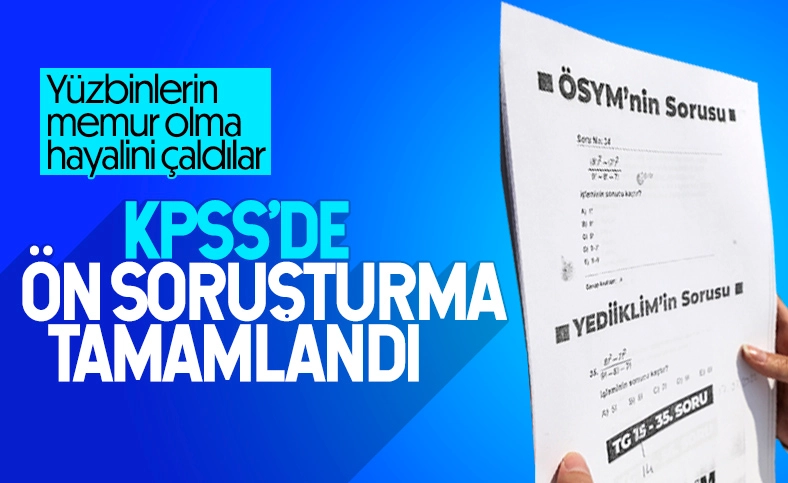 Yüzbinlerin
memur olma
hayalini çaldılar
KPSS'DE
ÖN SORUŞTURMA
TAMAMLANDI
ÖSYM'nin Sorusu
Soru No: 34
işleminin sonucu kaçtır?
YEDİİKLİM'in Sorusu
işleminin sonucu kaçtır?
TG 15 - 35. SORU